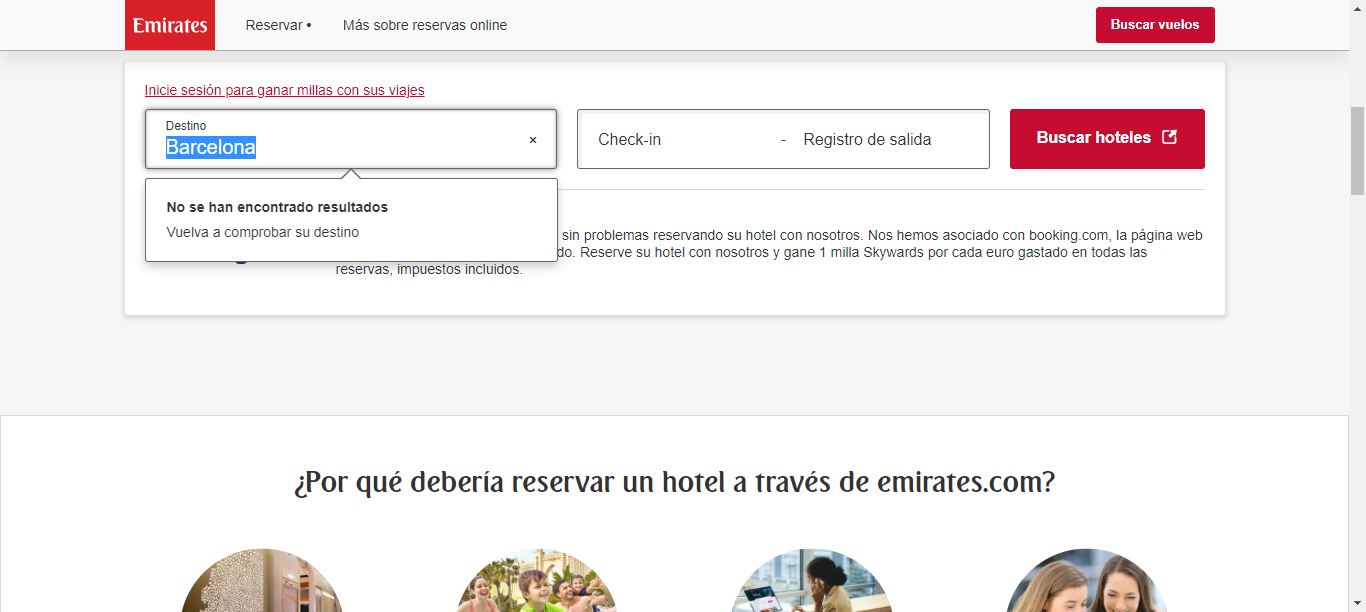 Emirates
Reservar •
Más sobre reservas online
Buscar vuelos
Inicie sesión para ganar millas con sus viajes
Destino
Barcelona
×
Check-in
-
Registro de salida
Buscar hoteles
No se han encontrado resultados
Vuelva a comprobar su destino
sin problemas reservando su hotel con nosotros. Nos hemos asociado con booking.com, la página web
do. Reserve su hotel con nosotros y gane 1 milla Skywards por cada euro gastado en todas las
reservas, impuestos incluidos.
¿Por qué debería reservar un hotel a través de emirates.com?